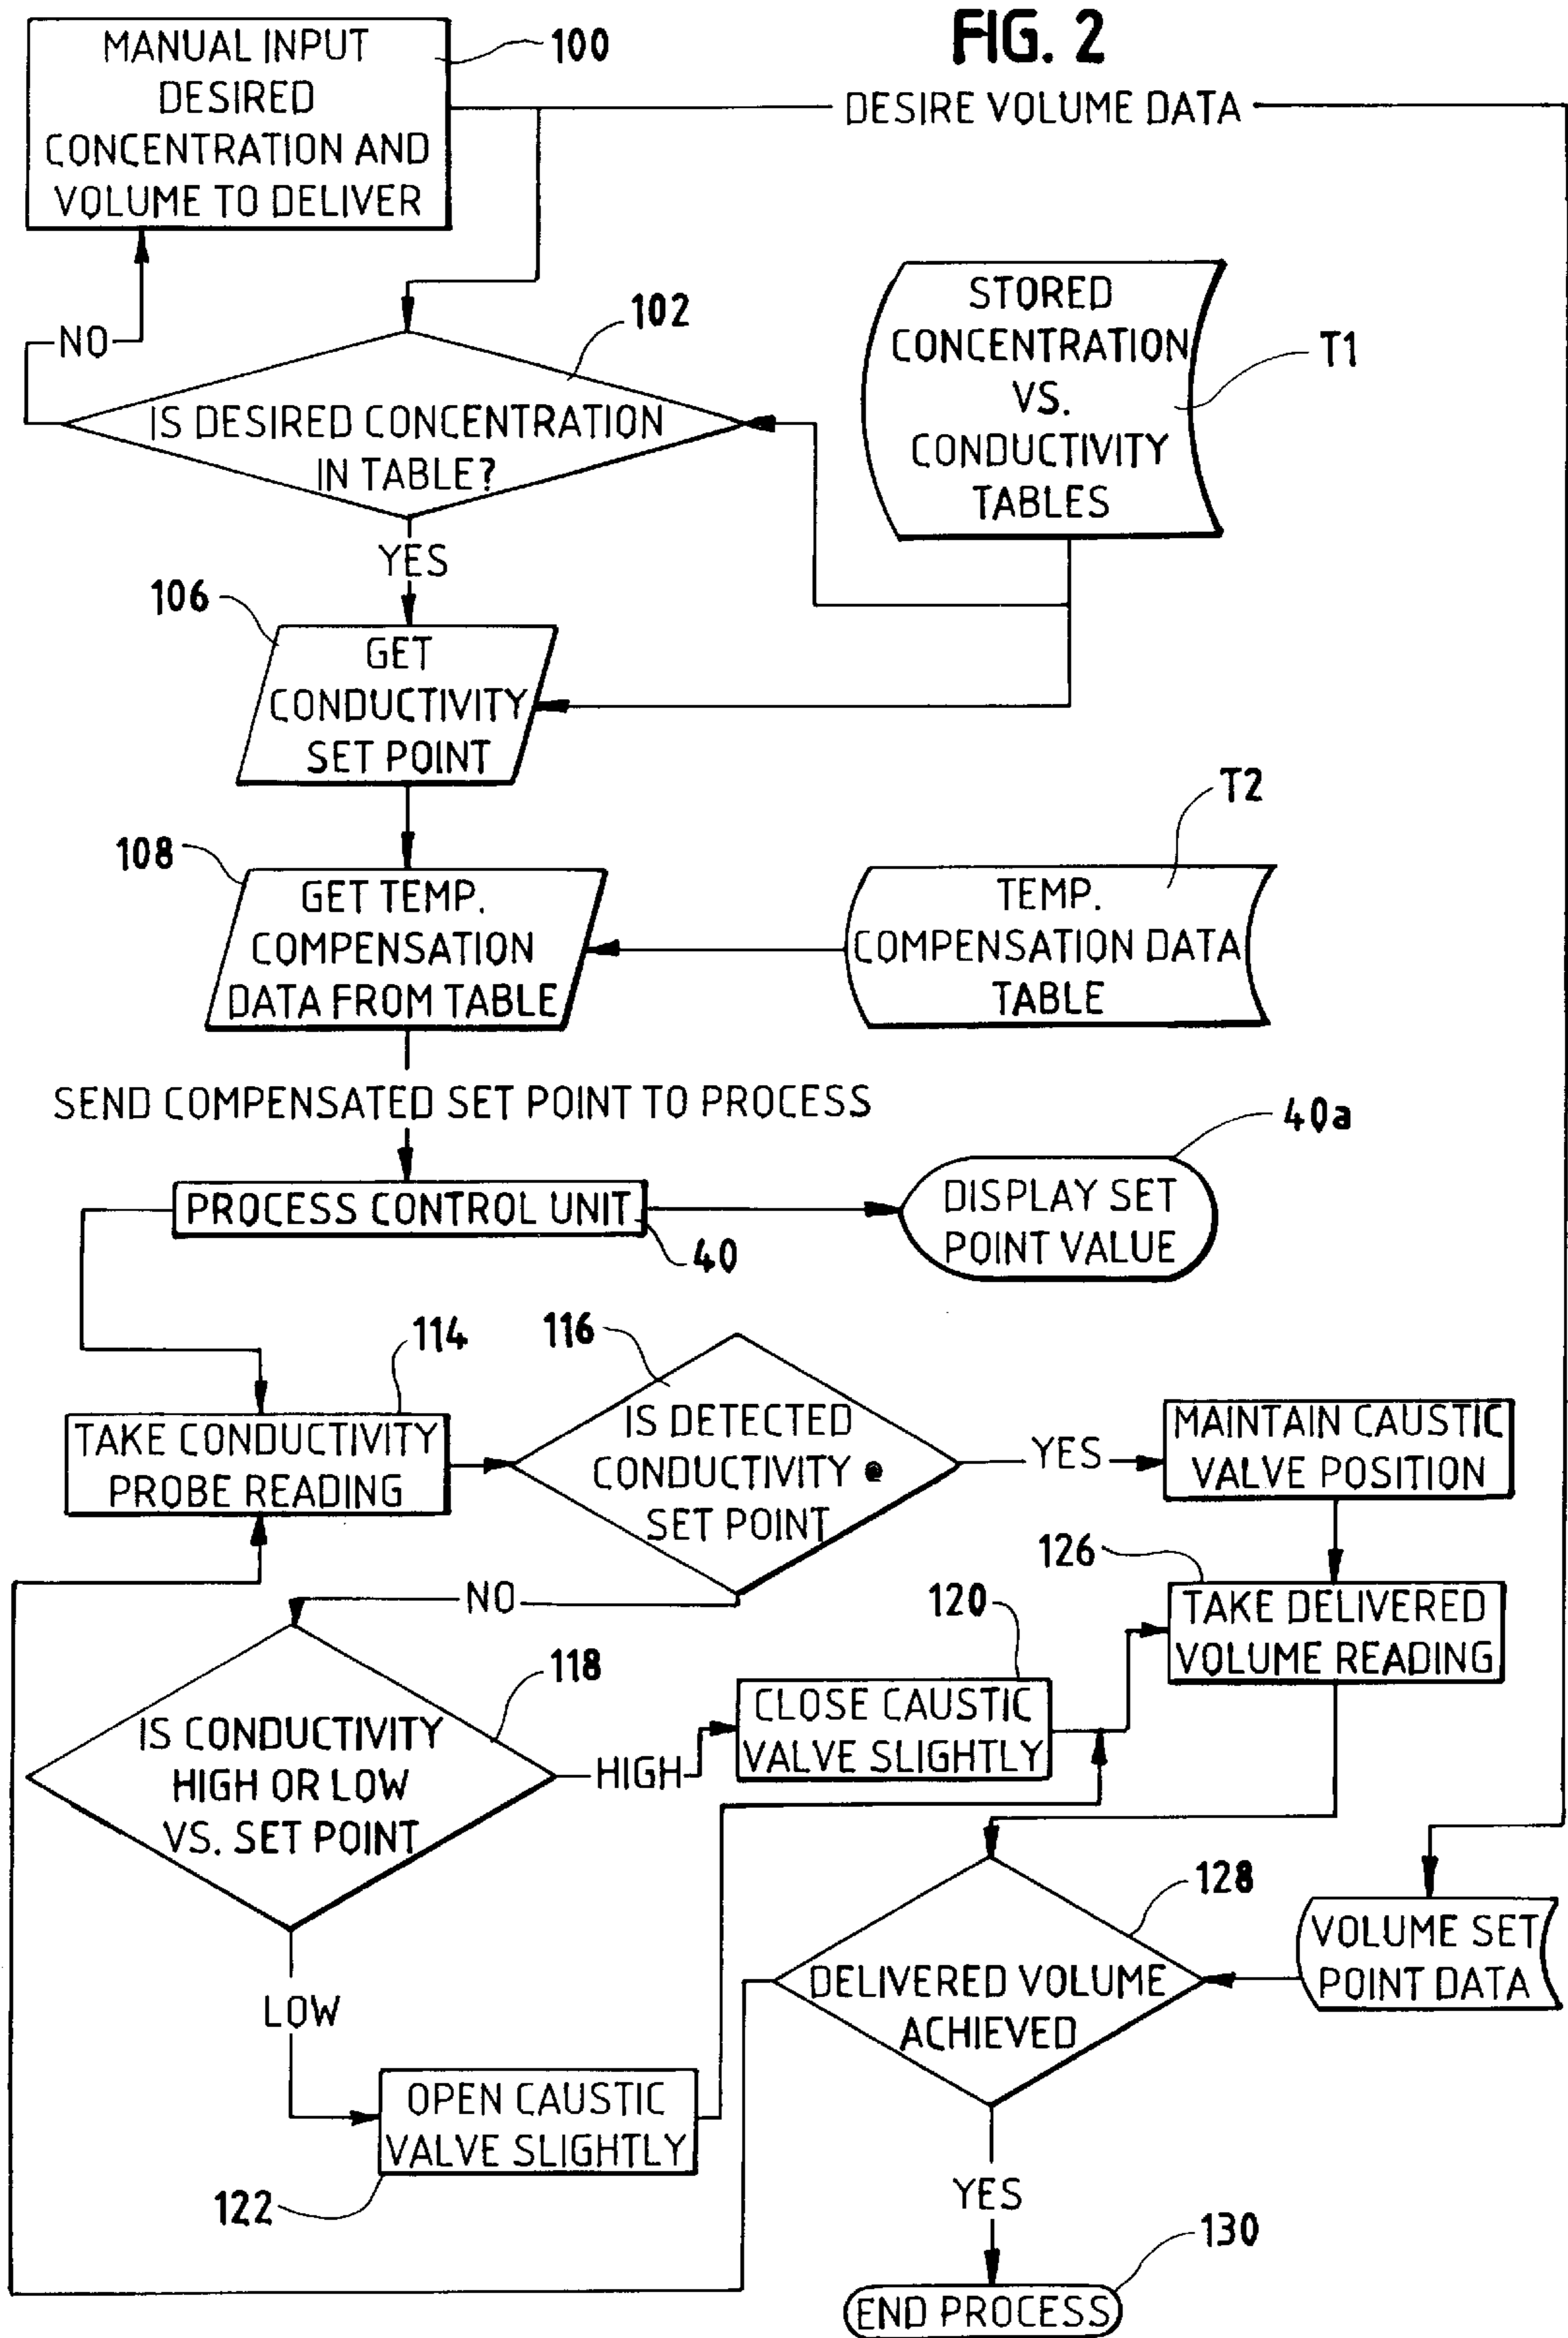 FIG. 2
MANUAL INPUT
DESIRED
CONCENTRATION AND
VOLUME TO DELIVER
100
DESIRE VOLUME DATA
NO
102
IS DESIRED CONCENTRATION
IN TABLE?
STORED
CONCENTRATION
VS.
CONDUCTIVITY
TABLES
T1
YES
106
GET
CONDUCTIVITY
SET POINT
108
GET TEMP.
COMPENSATION
DATA FROM TABLE
T2
TEMP.
COMPENSATION DATA
TABLE
SEND COMPENSATED SET POINT TO PROCESS
PROCESS CONTROL UNIT
40
40a
DISPLAY SET
POINT VALUE
114
TAKE CONDUCTIVITY
PROBE READING
116
IS DETECTED
CONDUCTIVITY @
SET POINT
YES
MAINTAIN CAUSTIC
VALVE POSITION
NO
126
TAKE DELIVERED
VOLUME READING
118
IS CONDUCTIVITY
HIGH OR LOW
VS. SET POINT
HIGH
120
CLOSE CAUSTIC
VALVE SLIGHTLY
LOW
122
OPEN CAUSTIC
VALVE SLIGHTLY
128
DELIVERED VOLUME
ACHIEVED
VOLUME SET
POINT DATA
YES
130
END PROCESS